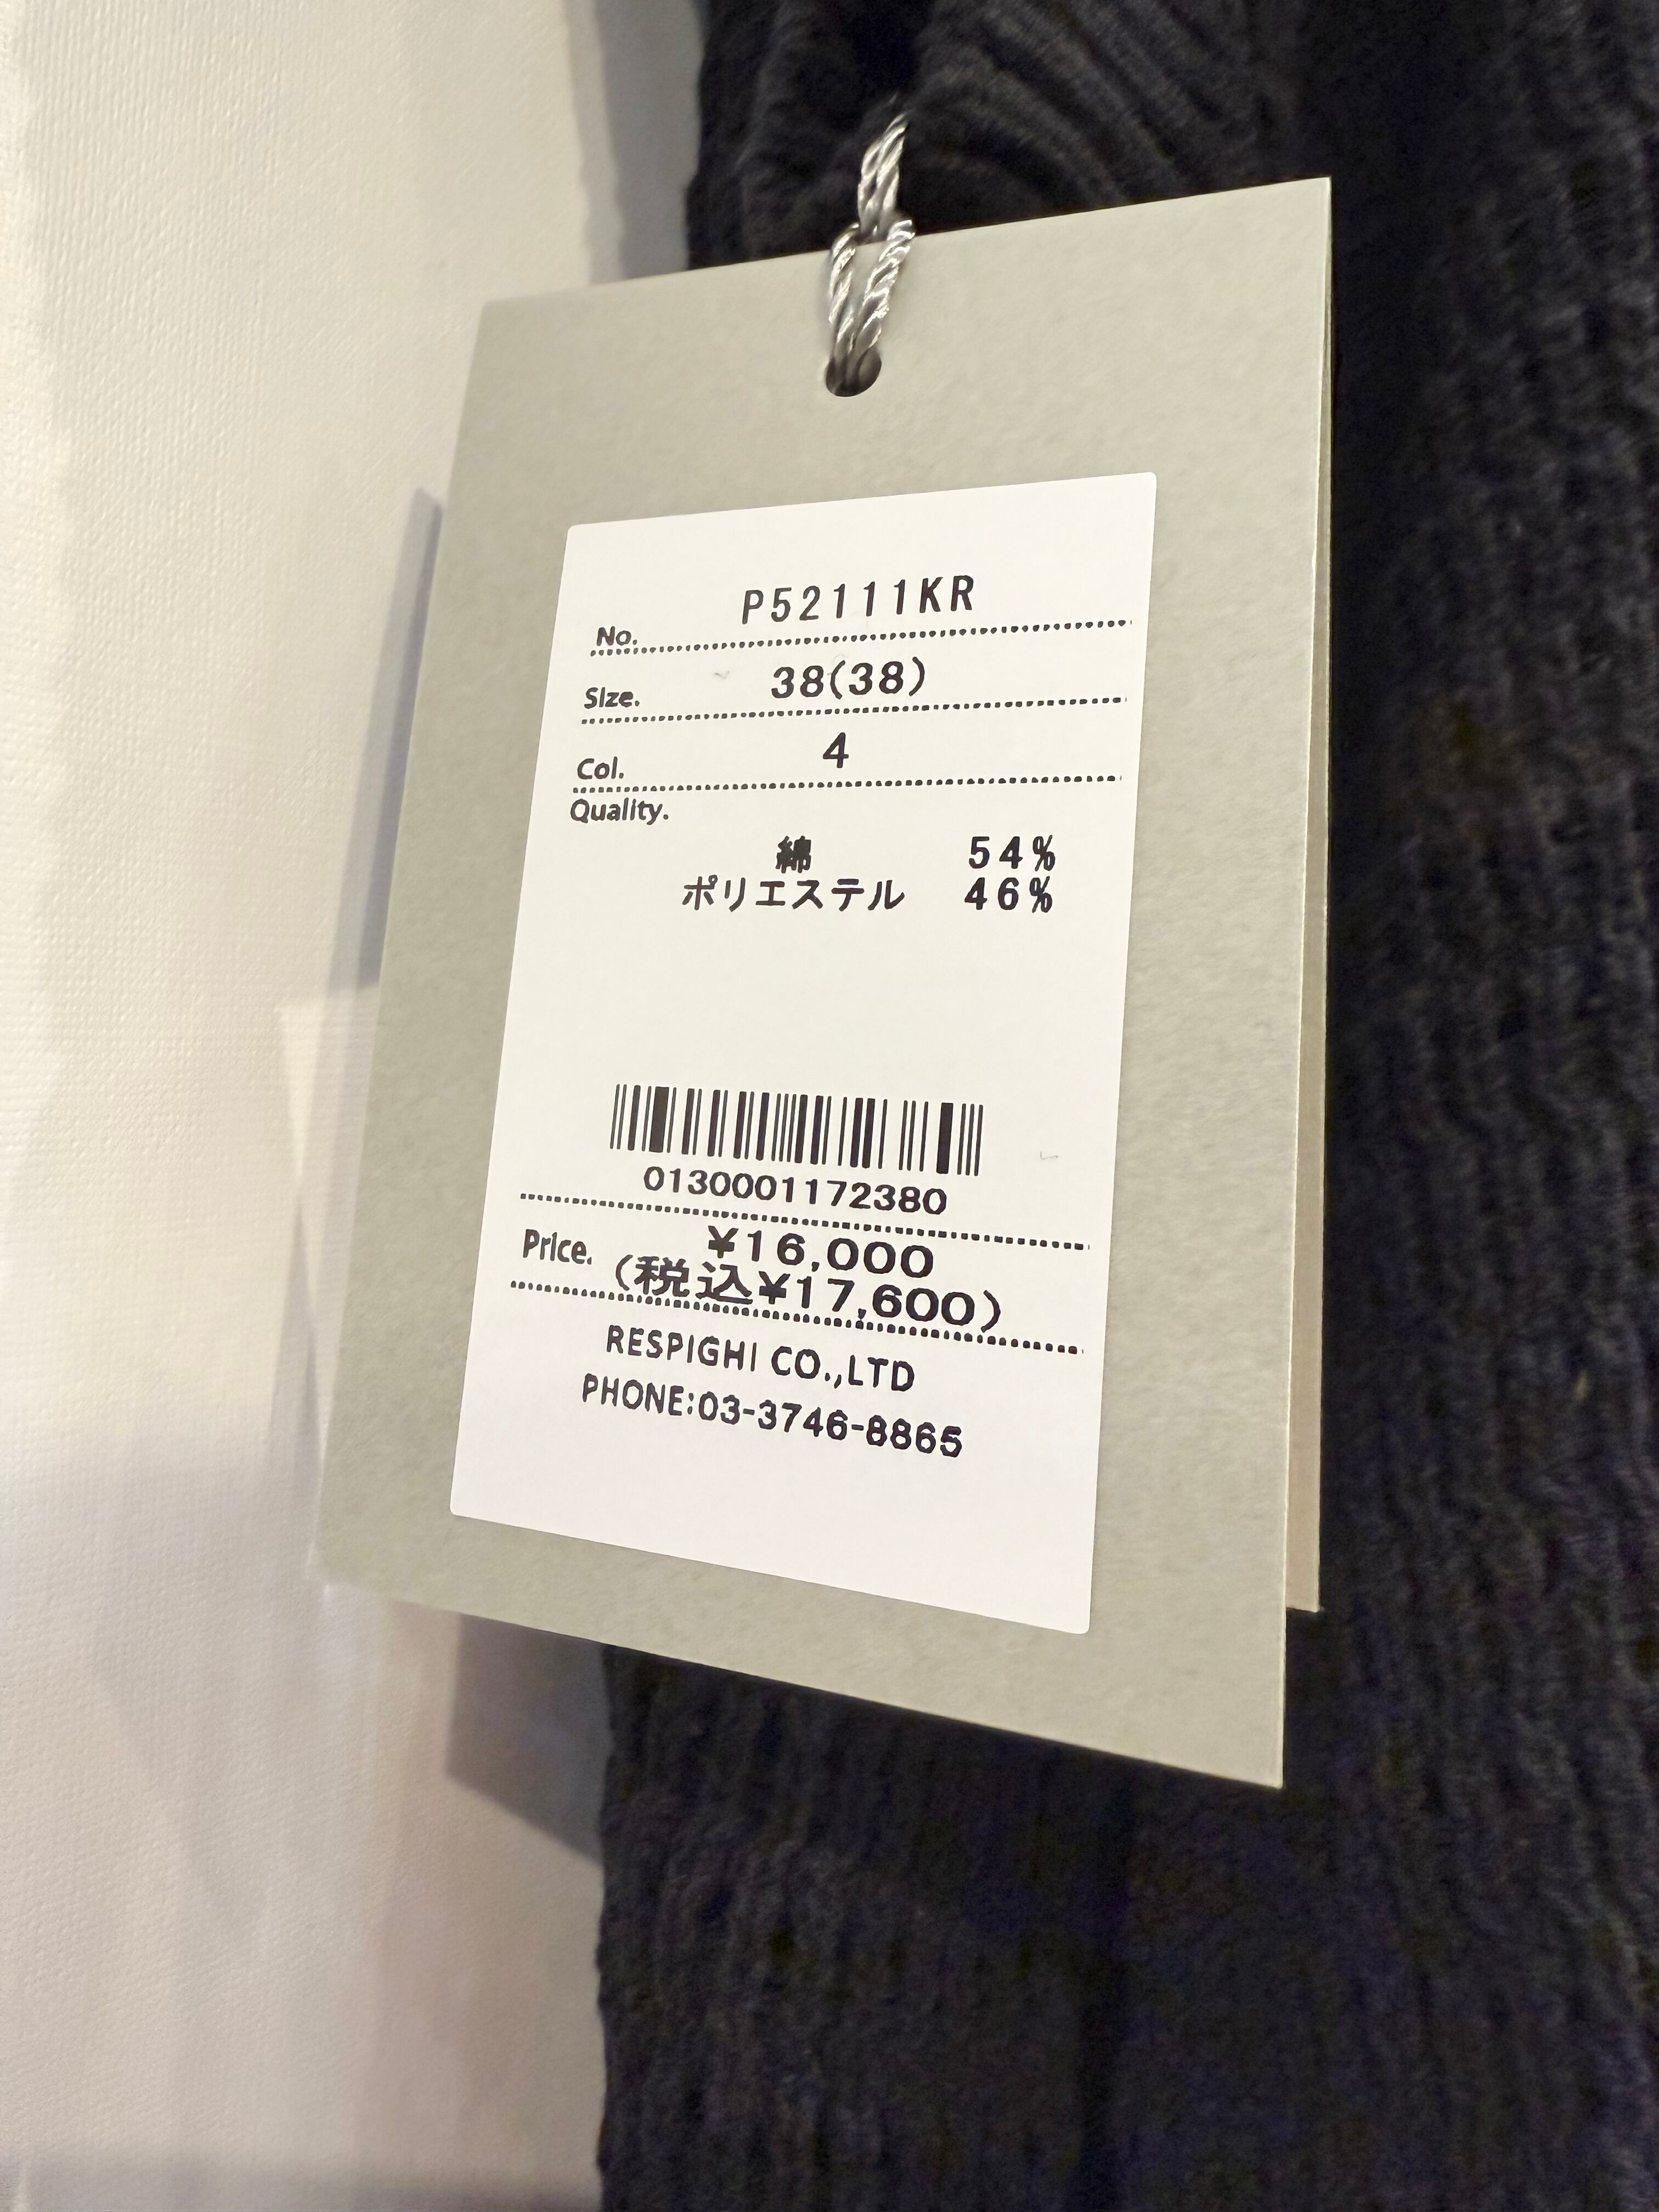 No. P52111KR
Size. 38(38)
Col. 4
Quality.
綿 54%
ポリエステル 46%
0130001172380
Price. ¥16,000
(税込¥17,600)
RESPIGHI CO.,LTD
PHONE:03-3746-8865